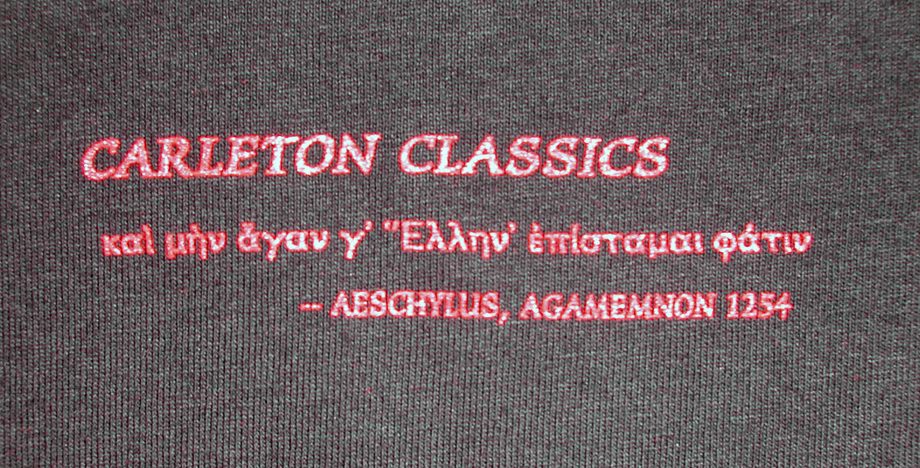 CARLETON CLASSICS
καὶ μὴν ἄγαν γ' Ἕλλην' ἐπίσταμαι φάτιν
-- AESCHYLUS, AGAMEMNON 1254